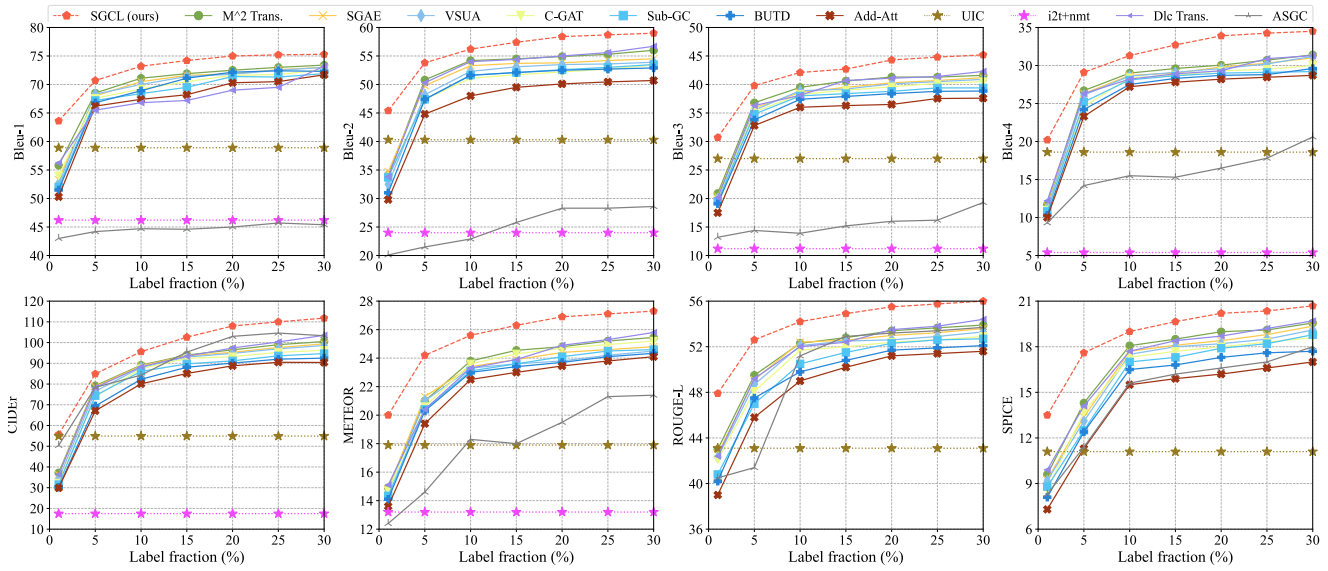 SGCL (ours) M^2 Trans. SGAE VSUA C-GAT Sub-GC BUTD Add-Att UIC i2t+nmt Dlc Trans. ASGC
80
75
70
65
60
55
50
45
40
Bleu-1
0 5 10 15 20 25 30
Label fraction (%)
60
55
50
45
40
35
30
25
20
Bleu-2
0 5 10 15 20 25 30
Label fraction (%)
50
45
40
35
30
25
20
15
10
Bleu-3
0 5 10 15 20 25 30
Label fraction (%)
35
30
25
20
15
10
5
Bleu-4
0 5 10 15 20 25 30
Label fraction (%)
120
110
100
90
80
70
60
50
40
30
20
10
CIDEr
0 5 10 15 20 25 30
Label fraction (%)
28
26
24
22
20
18
16
14
12
METEOR
0 5 10 15 20 25 30
Label fraction (%)
56
52
48
44
40
36
ROUGE-L
0 5 10 15 20 25 30
Label fraction (%)
21
18
15
12
9
6
SPICE
0 5 10 15 20 25 30
Label fraction (%)